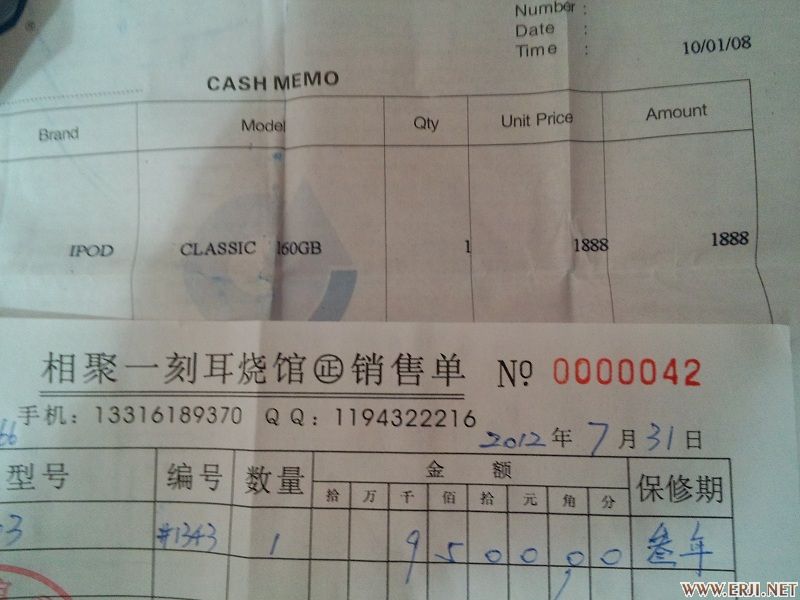 Number :
Date :
Time : 10/01/08
CASH MEMO
Brand Model Qty Unit Price Amount
IPOD CLASSIC 160GB 1 1888 1888
相聚一刻耳烧馆㊣销售单 No 0000042
手机：13316189370 QQ：1194322216
2012年7月31日
型号 编号 数量 金额 保修期
拾 万 千 佰 拾 元 角 分
3 #1343 1 9 5 0 0 0 0 叁年
WWW.ERJI.NET